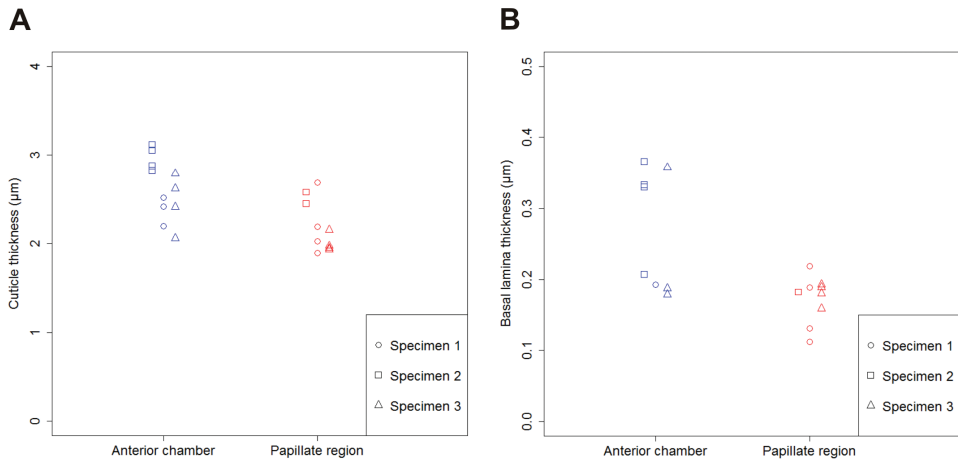 A
B
Cuticle thickness (µm)
4
3
2
1
0
Anterior chamber
Papillate region
Specimen 1
Specimen 2
Specimen 3
Basal lamina thickness (µm)
0.5
0.4
0.3
0.2
0.1
0.0
Anterior chamber
Papillate region
Specimen 1
Specimen 2
Specimen 3